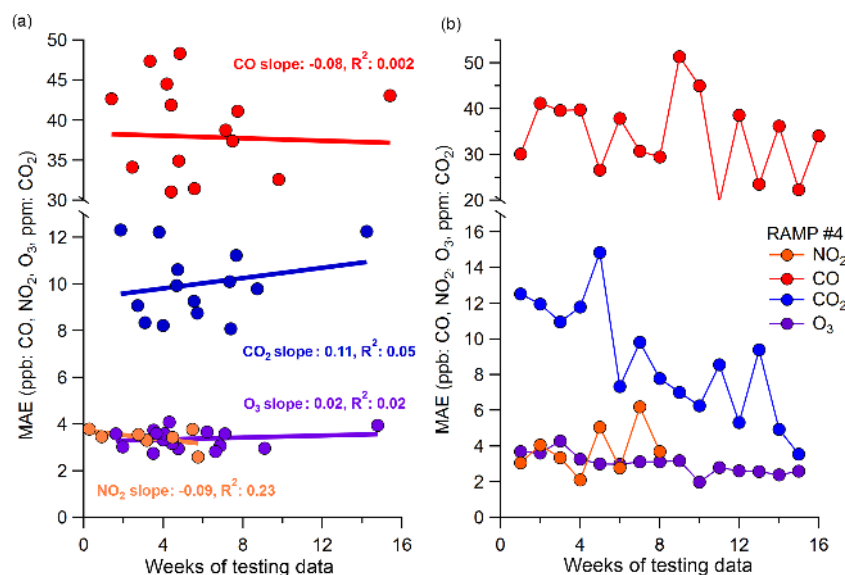 (a)
MAE (ppb: CO, NO₂, O₃, ppm: CO₂)
50
45
40
35
30
12
10
8
6
4
2
0
CO slope: -0.08, R²: 0.002
CO₂ slope: 0.11, R²: 0.05
O₃ slope: 0.02, R²: 0.02
NO₂ slope: -0.09, R²: 0.23
0 4 8 12 16
Weeks of testing data
(b)
MAE (ppb: CO, NO₂, O₃, ppm: CO₂)
60
50
40
30
20
16
14
12
10
8
6
4
2
0
RAMP #4
NO₂
CO
CO₂
O₃
0 4 8 12 16
Weeks of testing data